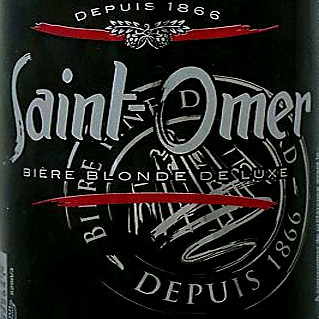 DEPUIS 1866
Saint-Omer
BIÈRE BLONDE DE LUXE
DEPUIS 1866